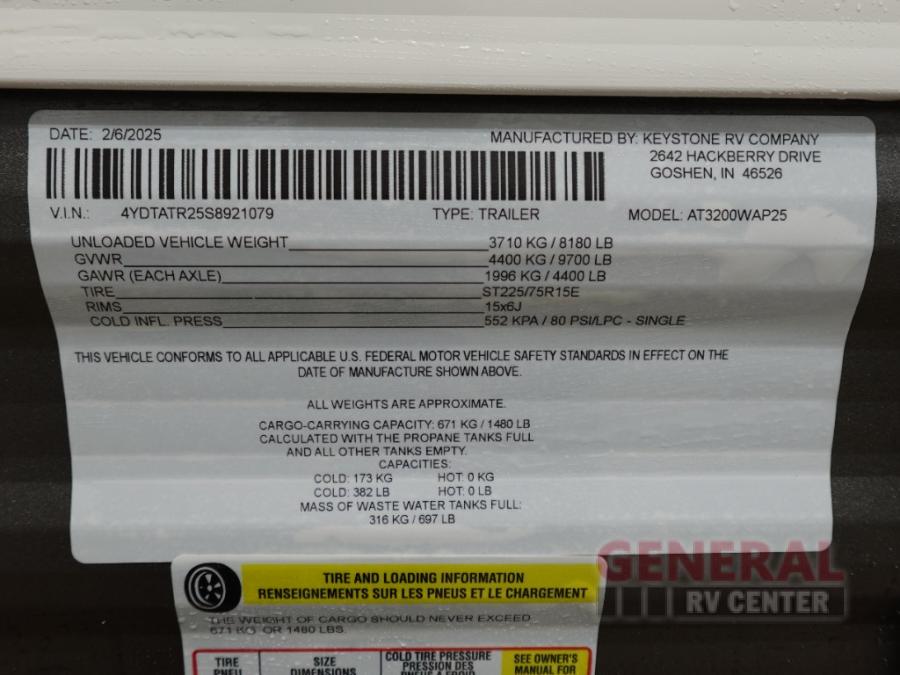 DATE: 2/6/2025 MANUFACTURED BY: KEYSTONE RV COMPANY
2642 HACKBERRY DRIVE
GOSHEN, IN 46526
V.I.N.: 4YDTATR25S8921079 TYPE: TRAILER MODEL: AT3200WAP25
UNLOADED VEHICLE WEIGHT 3710 KG / 8180 LB
GVWR 4400 KG / 9700 LB
GAWR (EACH AXLE) 1996 KG / 4400 LB
TIRE ST225/75R15E
RIMS 15x6J
COLD INFL. PRESS 552 KPA / 80 PSI/LPC - SINGLE
THIS VEHICLE CONFORMS TO ALL APPLICABLE U.S. FEDERAL MOTOR VEHICLE SAFETY STANDARDS IN EFFECT ON THE
DATE OF MANUFACTURE SHOWN ABOVE.
ALL WEIGHTS ARE APPROXIMATE.
CARGO-CARRYING CAPACITY: 671 KG / 1480 LB
CALCULATED WITH THE PROPANE TANKS FULL
AND ALL OTHER TANKS EMPTY.
CAPACITIES:
COLD: 173 KG HOT: 0 KG
COLD: 382 LB HOT: 0 LB
MASS OF WASTE WATER TANKS FULL:
316 KG / 697 LB
TIRE AND LOADING INFORMATION
RENSEIGNEMENTS SUR LES PNEUS ET LE CHARGEMENT
THE WEIGHT OF CARGO SHOULD NEVER EXCEED
671 KG OR 1480 LBS.
TIRE SIZE COLD TIRE PRESSURE SEE OWNER'S
PNEU DIMENSIONS PRESSION DES MANUAL FOR
PNEUS A FROID
GENERAL
RV CENTER